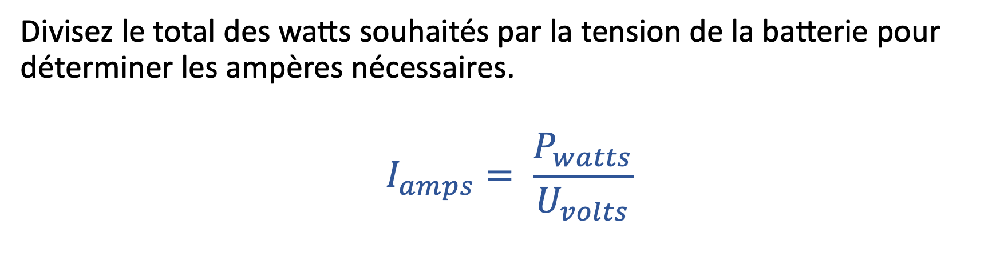 Divisez le total des watts souhaités par la tension de la batterie pour
déterminer les ampères nécessaires.
I_amps = P_watts / U_volts